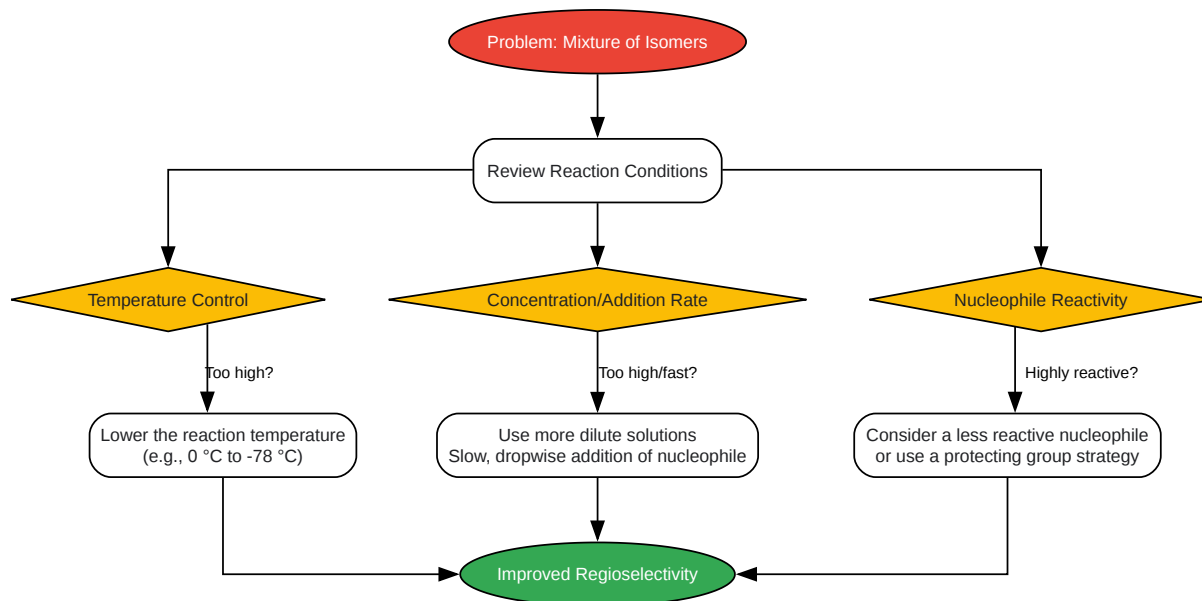 Problem: Mixture of Isomers
Review Reaction Conditions
Temperature Control
Concentration/Addition Rate
Nucleophile Reactivity
Too high?
Too high/fast?
Highly reactive?
Lower the reaction temperature
(e.g., 0 °C to -78 °C)
Use more dilute solutions
Slow, dropwise addition of nucleophile
Consider a less reactive nucleophile
or use a protecting group strategy
Improved Regioselectivity